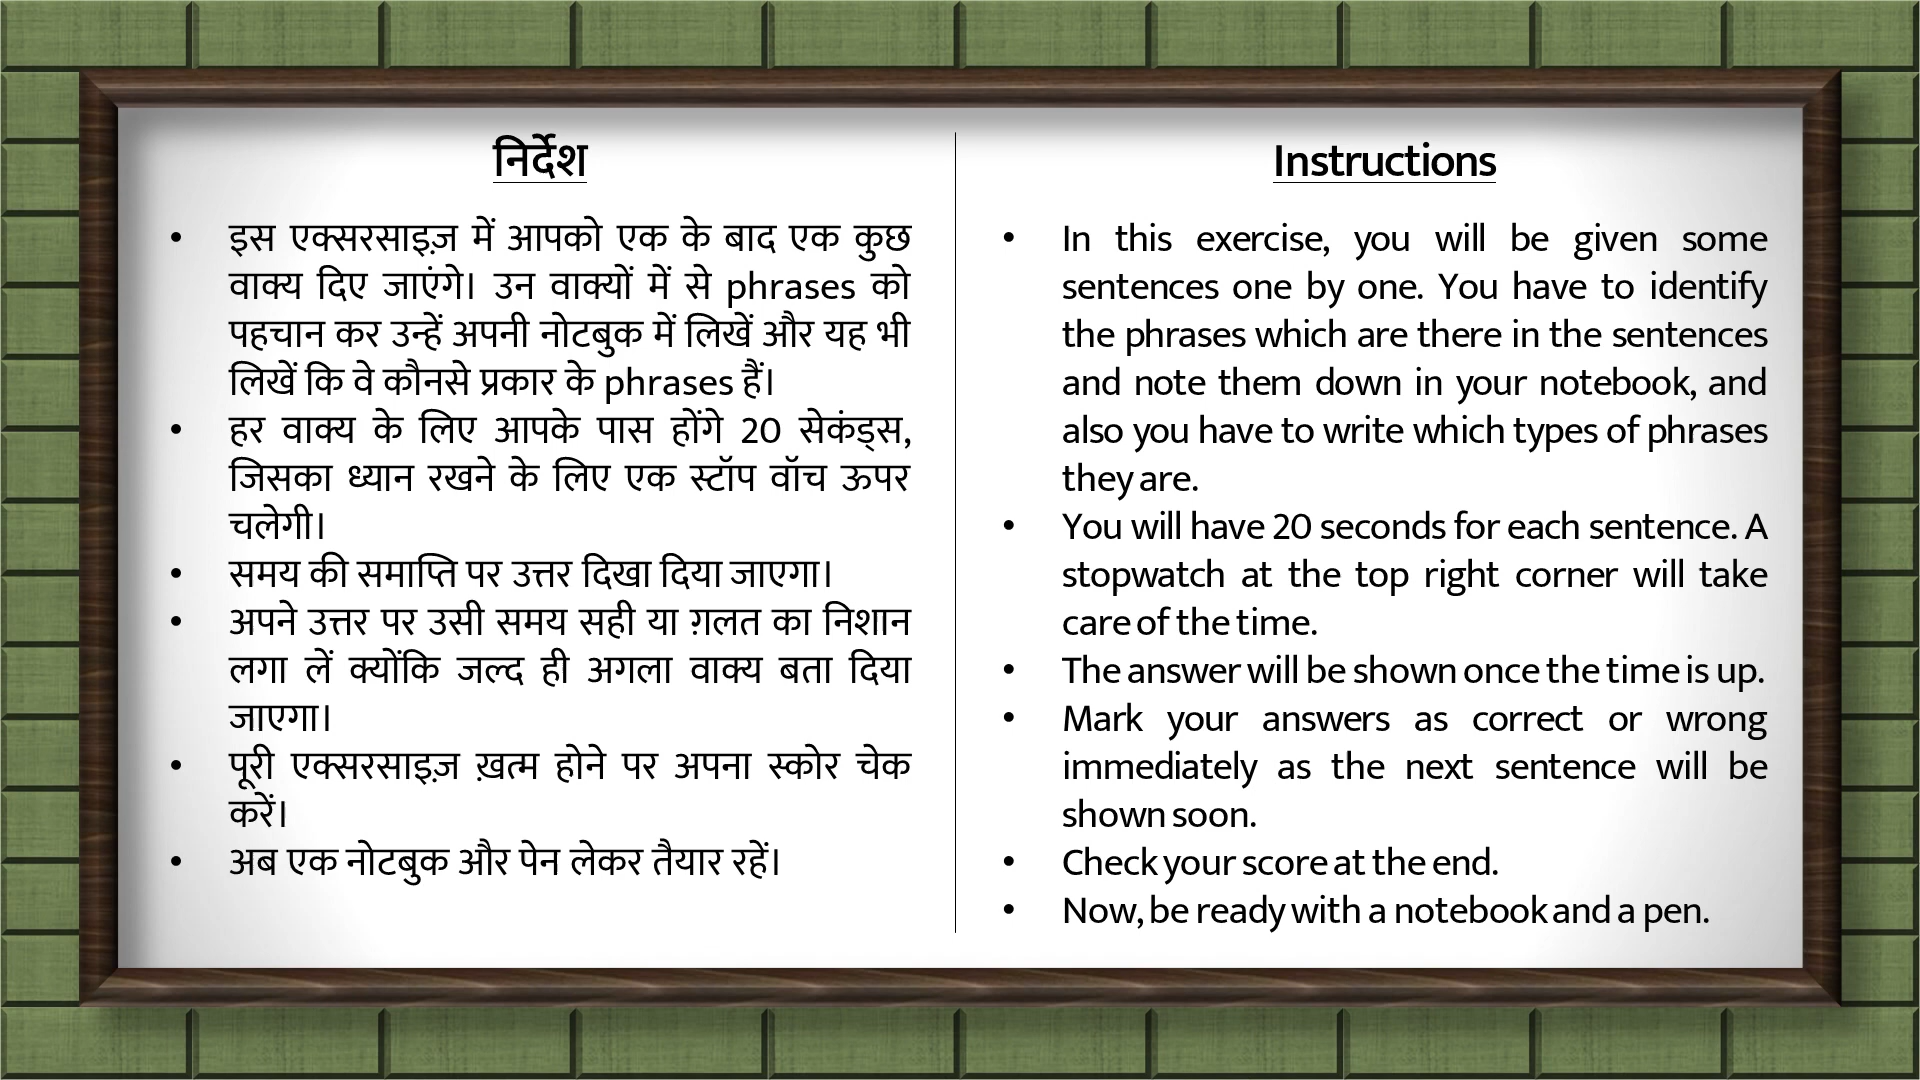 निर्देश
• इस एक्सरसाइज़ में आपको एक के बाद एक कुछ
वाक्य दिए जाएंगे। उन वाक्यों में से phrases को
पहचान कर उन्हें अपनी नोटबुक में लिखें और यह भी
लिखें कि वे कौनसे प्रकार के phrases हैं।
• हर वाक्य के लिए आपके पास होंगे 20 सेकंड्स,
जिसका ध्यान रखने के लिए एक स्टॉप वॉच ऊपर
चलेगी।
• समय की समाप्ति पर उत्तर दिखा दिया जाएगा।
• अपने उत्तर पर उसी समय सही या ग़लत का निशान
लगा लें क्योंकि जल्द ही अगला वाक्य बता दिया
जाएगा।
• पूरी एक्सरसाइज़ ख़त्म होने पर अपना स्कोर चेक
करें।
• अब एक नोटबुक और पेन लेकर तैयार रहें।
Instructions
• In this exercise, you will be given some
sentences one by one. You have to identify
the phrases which are there in the sentences
and note them down in your notebook, and
also you have to write which types of phrases
they are.
• You will have 20 seconds for each sentence. A
stopwatch at the top right corner will take
care of the time.
• The answer will be shown once the time is up.
• Mark your answers as correct or wrong
immediately as the next sentence will be
shown soon.
• Check your score at the end.
• Now, be ready with a notebook and a pen.